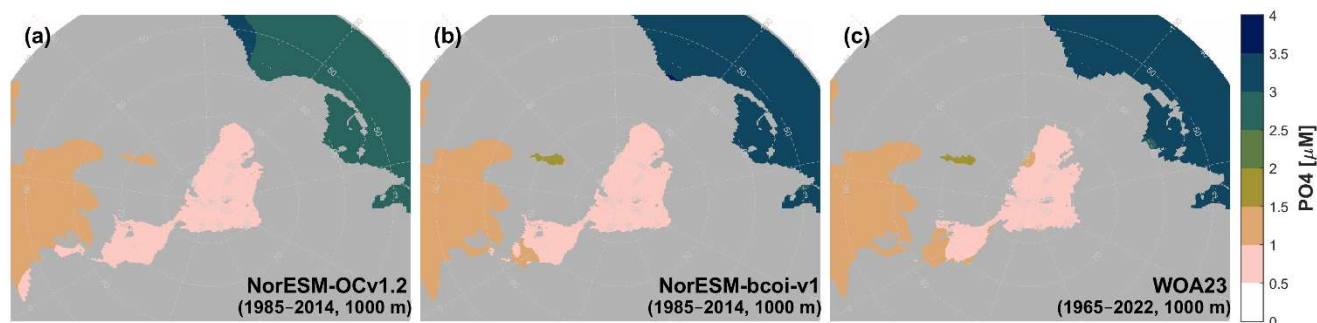 (a)
NorESM-OCv1.2
(1985–2014, 1000 m)
(b)
NorESM-bcoi-v1
(1985–2014, 1000 m)
(c)
WOA23
(1965–2022, 1000 m)
4
3.5
3
2.5
2
1.5
1
0.5
0
PO4 [μM]